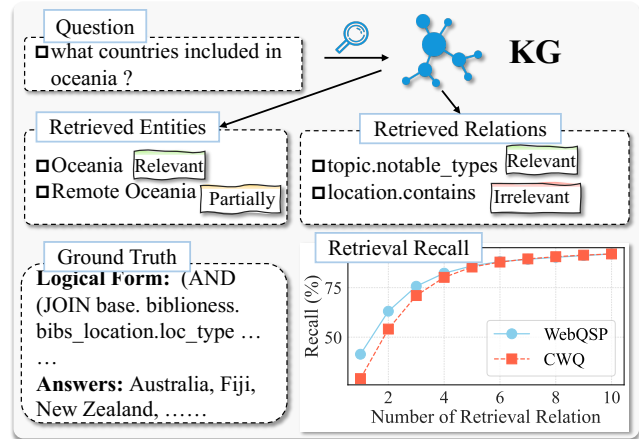 Question
what countries included in
oceania ?
KG
Retrieved Entities
Oceania Relevant
Remote Oceania Partially
Retrieved Relations
topic.notable_types Relevant
location.contains Irrelevant
Ground Truth
Logical Form: (AND
(JOIN base. biblioness.
bibs_location.loc_type …
…
Answers: Australia, Fiji,
New Zealand, ……
Retrieval Recall
Recall (%)
75
50
WebQSP
CWQ
2 4 6 8 10
Number of Retrieval Relation